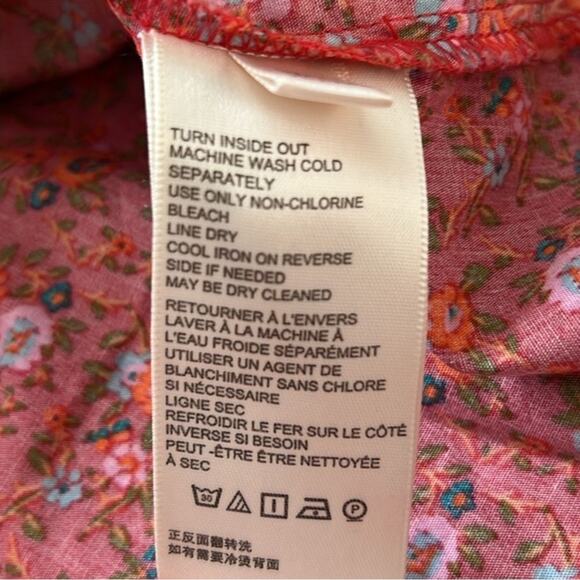 TURN INSIDE OUT
MACHINE WASH COLD
SEPARATELY
USE ONLY NON-CHLORINE
BLEACH
LINE DRY
COOL IRON ON REVERSE
SIDE IF NEEDED
MAY BE DRY CLEANED
RETOURNER À L'ENVERS
LAVER À LA MACHINE À
L'EAU FROIDE SÉPARÉMENT
UTILISER UN AGENT DE
BLANCHIMENT SANS CHLORE
SI NÉCESSAIRE
LIGNE SEC
REFROIDIR LE FER SUR LE CÔTÉ
INVERSE SI BESOIN
PEUT -ÊTRE ÊTRE NETTOYÉE
À SEC
30 P
正反面翻转洗
如有需要冷烫背面